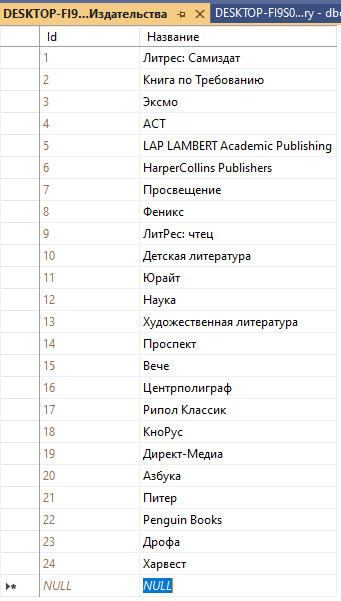 DESKTOP-FI9...Издательства DESKTOP-FI9S0...ry - dbo
Id Название
1 Литрес: Самиздат
2 Книга по Требованию
3 Эксмо
4 АСТ
5 LAP LAMBERT Academic Publishing
6 HarperCollins Publishers
7 Просвещение
8 Феникс
9 ЛитРес: чтец
10 Детская литература
11 Юрайт
12 Наука
13 Художественная литература
14 Проспект
15 Вече
16 Центрполиграф
17 Рипол Классик
18 КноРус
19 Директ-Медиа
20 Азбука
21 Питер
22 Penguin Books
23 Дрофа
24 Харвест
NULL NULL